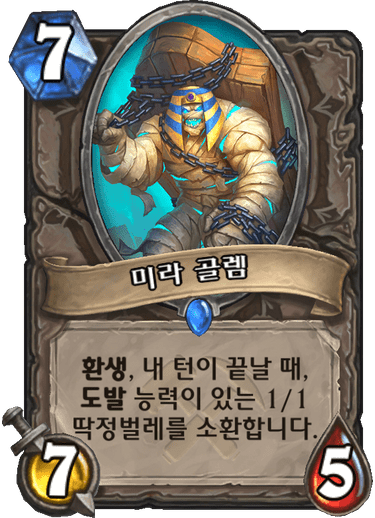 7
미라 골렘
환생, 내 턴이 끝날 때,
도발 능력이 있는 1/1
딱정벌레를 소환합니다.
7
5